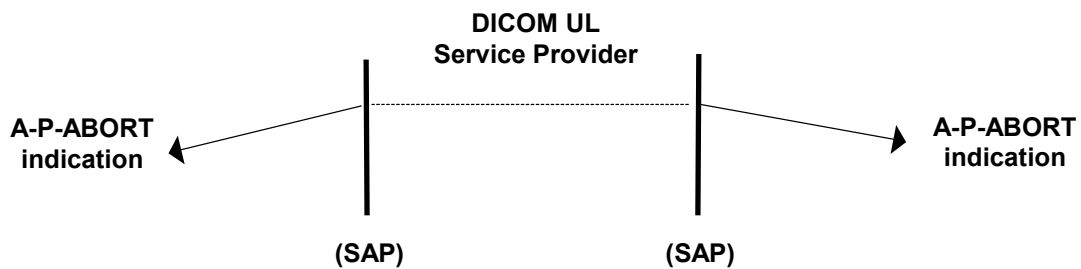 DICOM UL
Service Provider
A-P-ABORT
indication
A-P-ABORT
indication
(SAP)
(SAP)